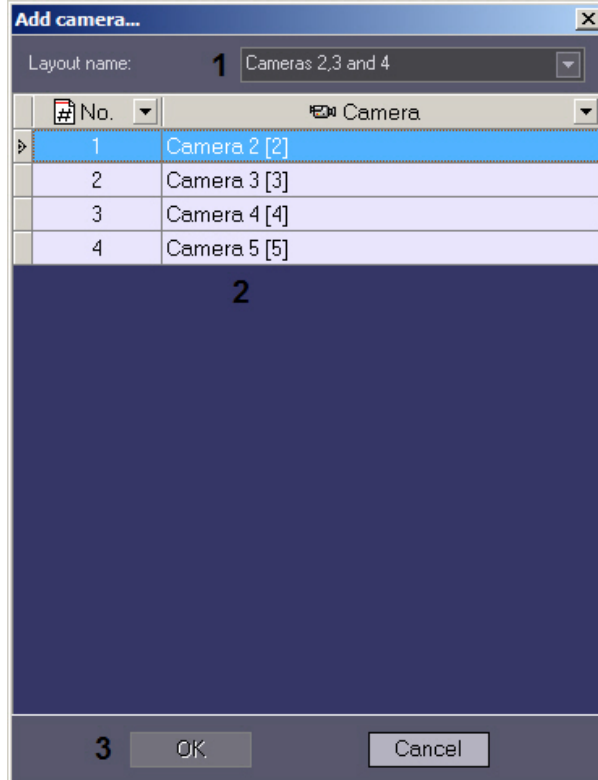 Add camera...
Layout name: 1 Cameras 2,3 and 4
# No. Camera
1 Camera 2 [2]
2 Camera 3 [3]
3 Camera 4 [4]
4 Camera 5 [5]
2
3 OK Cancel